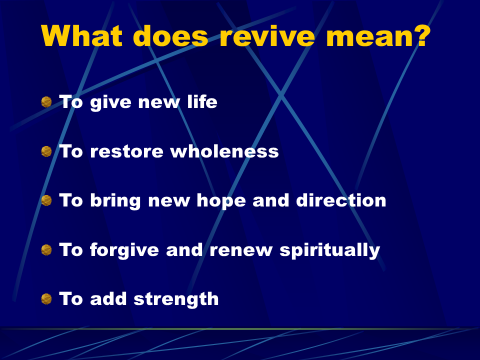 What does revive mean?
To give new life
To restore wholeness
To bring new hope and direction
To forgive and renew spiritually
To add strength